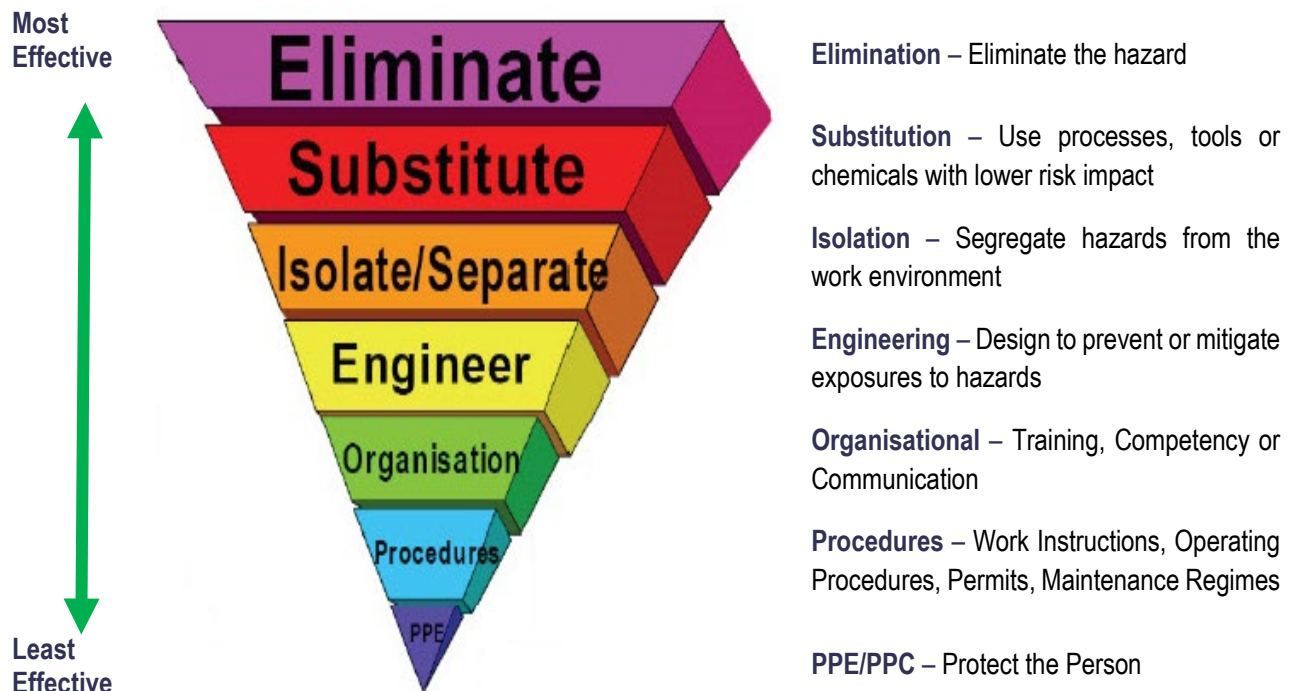 Most
Effective
Eliminate
Elimination – Eliminate the hazard
Substitute
Substitution – Use processes, tools or
chemicals with lower risk impact
Isolate/Separate
Isolation – Segregate hazards from the
work environment
Engineer
Engineering – Design to prevent or mitigate
exposures to hazards
Organisation
Organisational – Training, Competency or
Communication
Procedures
Procedures – Work Instructions, Operating
Procedures, Permits, Maintenance Regimes
PPE
Least
Effective
PPE/PPC – Protect the Person